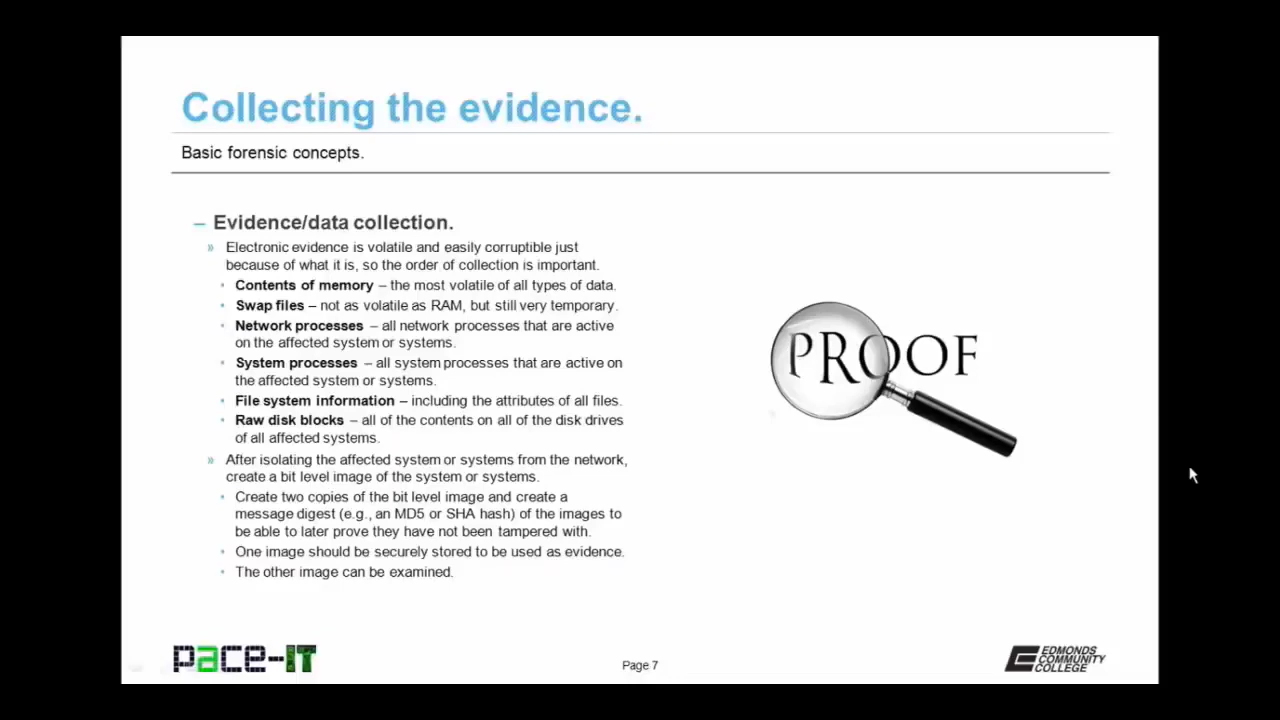 Collecting the evidence.
Basic forensic concepts.
– Evidence/data collection.
» Electronic evidence is volatile and easily corruptible just
because of what it is, so the order of collection is important.
• Contents of memory – the most volatile of all types of data.
• Swap files – not as volatile as RAM, but still very temporary.
• Network processes – all network processes that are active
on the affected system or systems.
• System processes – all system processes that are active on
the affected system or systems.
• File system information – including the attributes of all files.
• Raw disk blocks – all of the contents on all of the disk drives
of all affected systems.
» After isolating the affected system or systems from the network,
create a bit level image of the system or systems.
• Create two copies of the bit level image and create a
message digest (e.g., an MD5 or SHA hash) of the images to
be able to later prove they have not been tampered with.
• One image should be securely stored to be used as evidence.
• The other image can be examined.
PROOF
pace-IT
Page 7
EDMONDS
COMMUNITY
COLLEGE